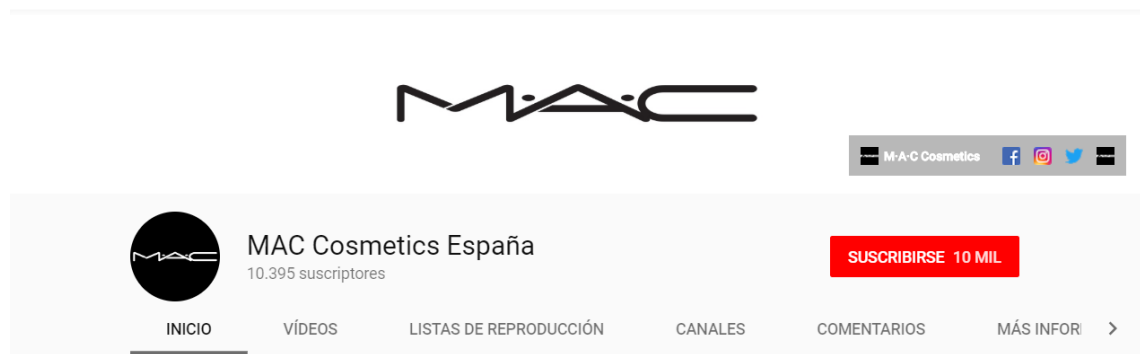 M·A·C
M·A·C Cosmetics
MAC
MAC Cosmetics España
10.395 suscriptores
SUSCRIBIRSE 10 MIL
INICIO VÍDEOS LISTAS DE REPRODUCCIÓN CANALES COMENTARIOS MÁS INFOR